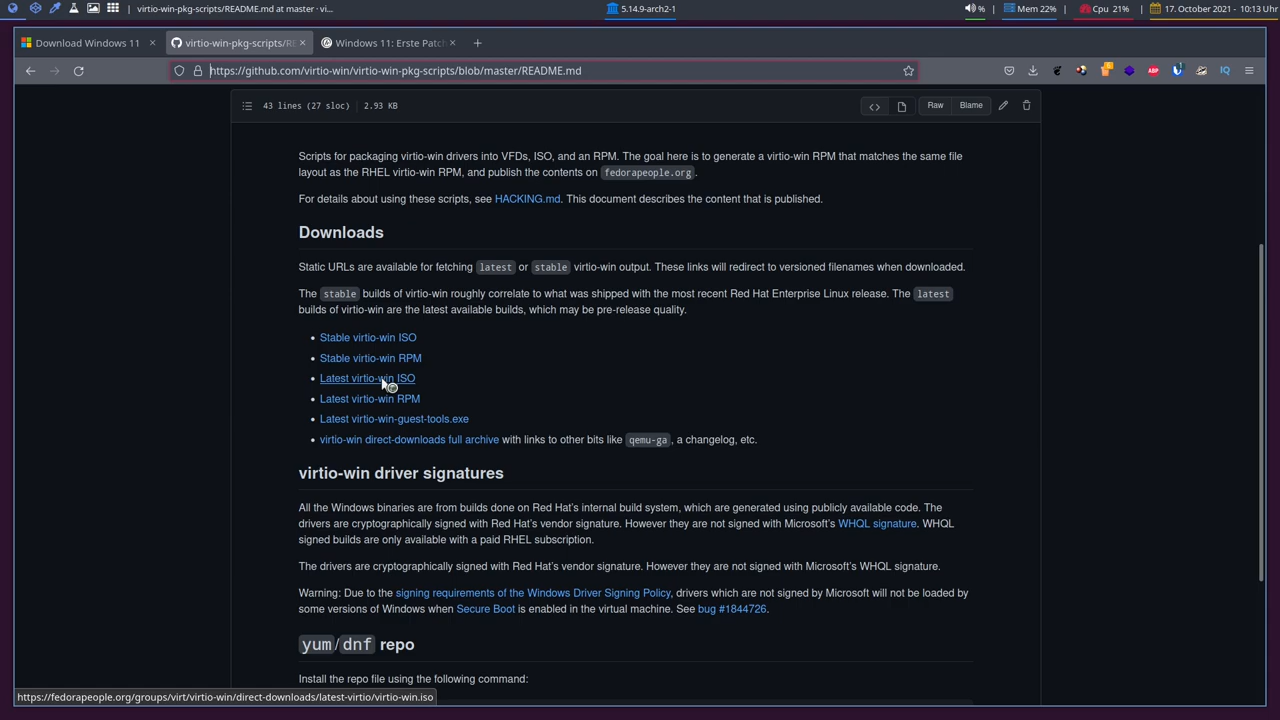 virtio-pkg-scripts/README.md at master · vi…
5.14.9-arch2-1
%
Mem 22%
Cpu 21%
17. October 2021 - 10:13 Uhr
Download Windows 11
virtio-win-pkg-scripts/RE
Windows 11: Erste Patch
https://github.com/virtio-win/virtio-win-pkg-scripts/blob/master/README.md
ABP
IQ
43 lines (27 sloc) 2.93 KB
<> Raw Blame
Scripts for packaging virtio-win drivers into VFDs, ISO, and an RPM. The goal here is to generate a virtio-win RPM that matches the same file
layout as the RHEL virtio-win RPM, and publish the contents on fedorapeople.org.
For details about using these scripts, see HACKING.md. This document describes the content that is published.
Downloads
Static URLs are available for fetching latest or stable virtio-win output. These links will redirect to versioned filenames when downloaded.
The stable builds of virtio-win roughly correlate to what was shipped with the most recent Red Hat Enterprise Linux release. The latest
builds of virtio-win are the latest available builds, which may be pre-release quality.
• Stable virtio-win ISO
• Stable virtio-win RPM
• Latest virtio-win ISO
• Latest virtio-win RPM
• Latest virtio-win-guest-tools.exe
• virtio-win direct-downloads full archive with links to other bits like qemu-ga, a changelog, etc.
virtio-win driver signatures
All the Windows binaries are from builds done on Red Hat's internal build system, which are generated using publicly available code. The
drivers are cryptographically signed with Red Hat's vendor signature. However they are not signed with Microsoft's WHQL signature. WHQL
signed builds are only available with a paid RHEL subscription.
The drivers are cryptographically signed with Red Hat's vendor signature. However they are not signed with Microsoft's WHQL signature.
Warning: Due to the signing requirements of the Windows Driver Signing Policy, drivers which are not signed by Microsoft will not be loaded by
some versions of Windows when Secure Boot is enabled in the virtual machine. See bug #1844726.
yum/dnf repo
Install the repo file using the following command:
https://fedorapeople.org/groups/virt/virtio-win/direct-downloads/latest-virtio/virtio-win.iso